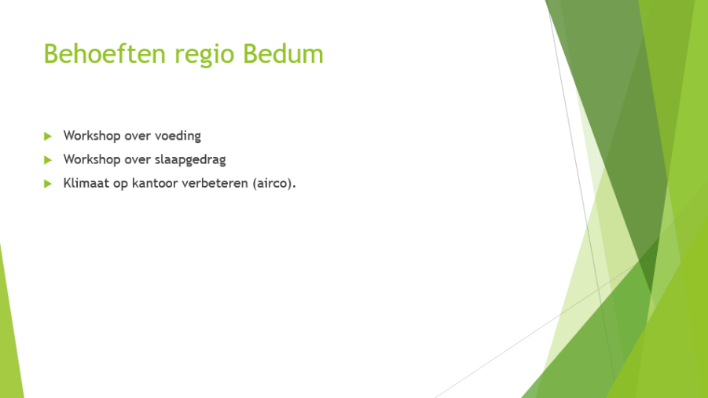 Behoeften regio Bedum
Workshop over voeding
Workshop over slaapgedrag
Klimaat op kantoor verbeteren (airco).